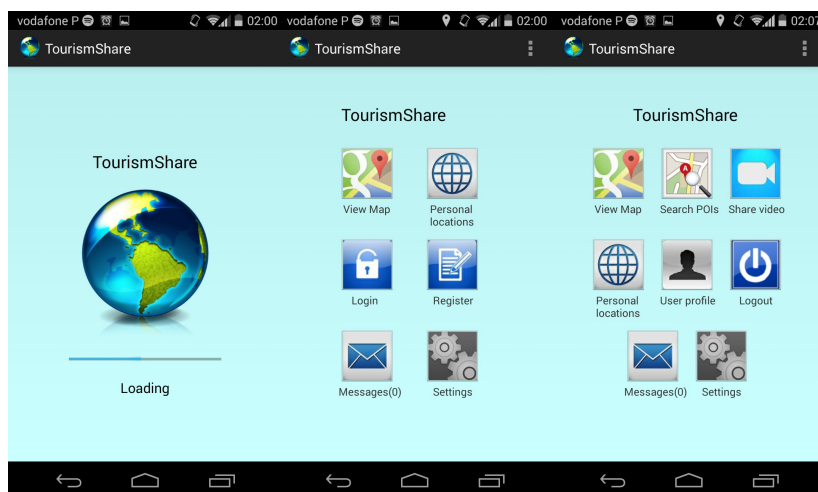 vodafone P 02:00
TourismShare
TourismShare
Loading
vodafone P 02:00
TourismShare
TourismShare
View Map
Personal
locations
Login
Register
Messages(0)
Settings
vodafone P 02:07
TourismShare
TourismShare
View Map
Search POIs
Share video
Personal
locations
User profile
Logout
Messages(0)
Settings